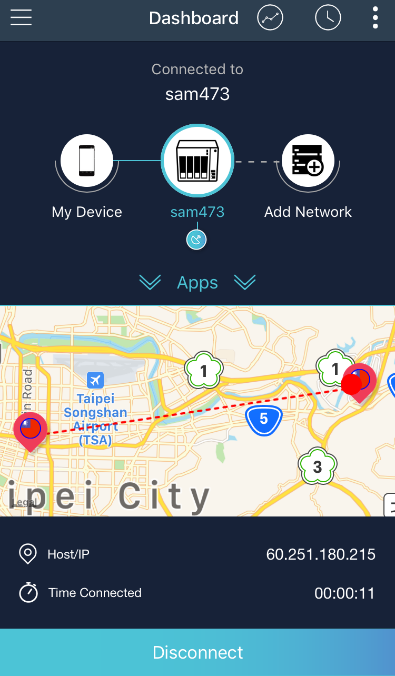 Dashboard
Connected to
sam473
My Device
sam473
Add Network
Apps
1
1
Taipei
Songshan
Airport
(TSA)
5
3
n Road
ipei City
Legal
Host/IP
60.251.180.215
Time Connected
00:00:11
Disconnect